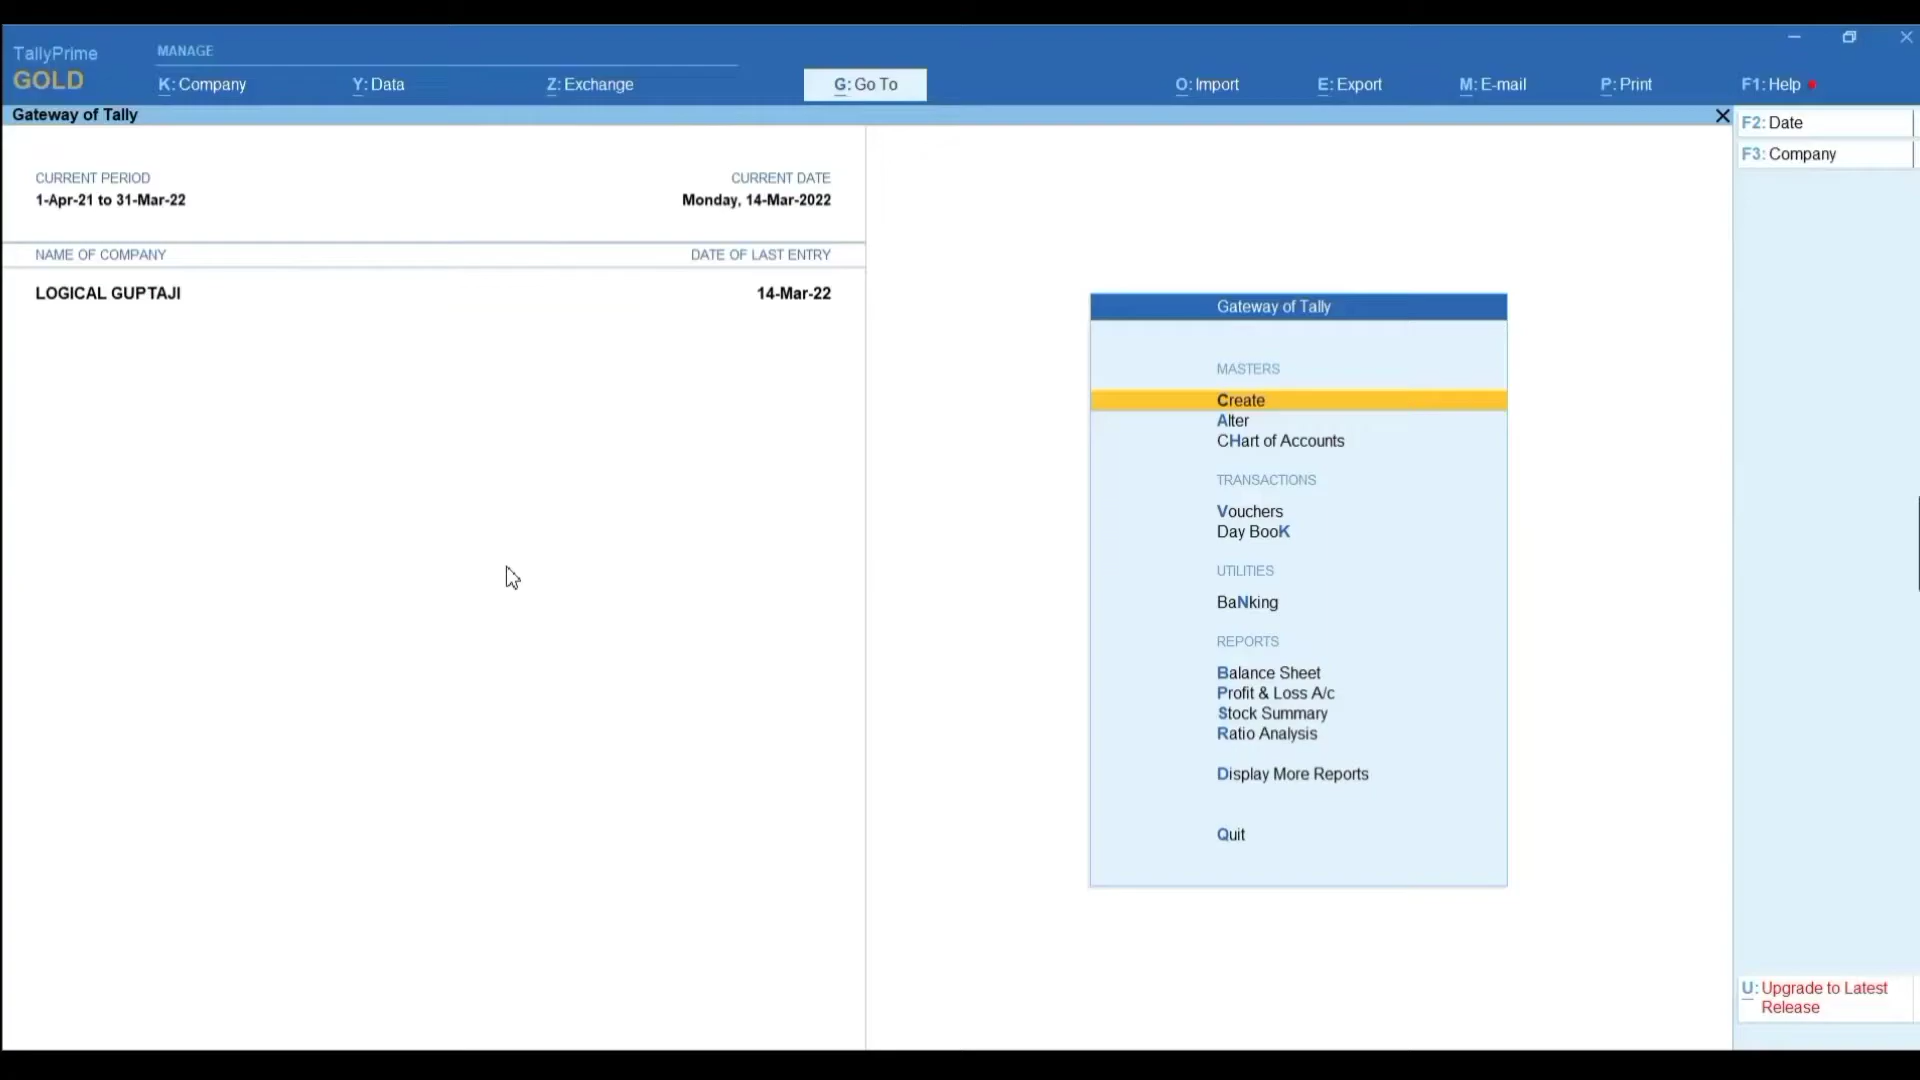 TallyPrime
GOLD
MANAGE
K: Company
Y: Data
Z: Exchange
G: Go To
O: Import
E: Export
M: E-mail
P: Print
F1: Help
Gateway of Tally
F2: Date
F3: Company
CURRENT PERIOD
CURRENT DATE
1-Apr-21 to 31-Mar-22
Monday, 14-Mar-2022
NAME OF COMPANY
DATE OF LAST ENTRY
LOGICAL GUPTAJI
14-Mar-22
Gateway of Tally
MASTERS
Create
Alter
CHart of Accounts
TRANSACTIONS
Vouchers
Day BooK
UTILITIES
BaNking
REPORTS
Balance Sheet
Profit & Loss A/c
Stock Summary
Ratio Analysis
Display More Reports
Quit
U: Upgrade to Latest
Release